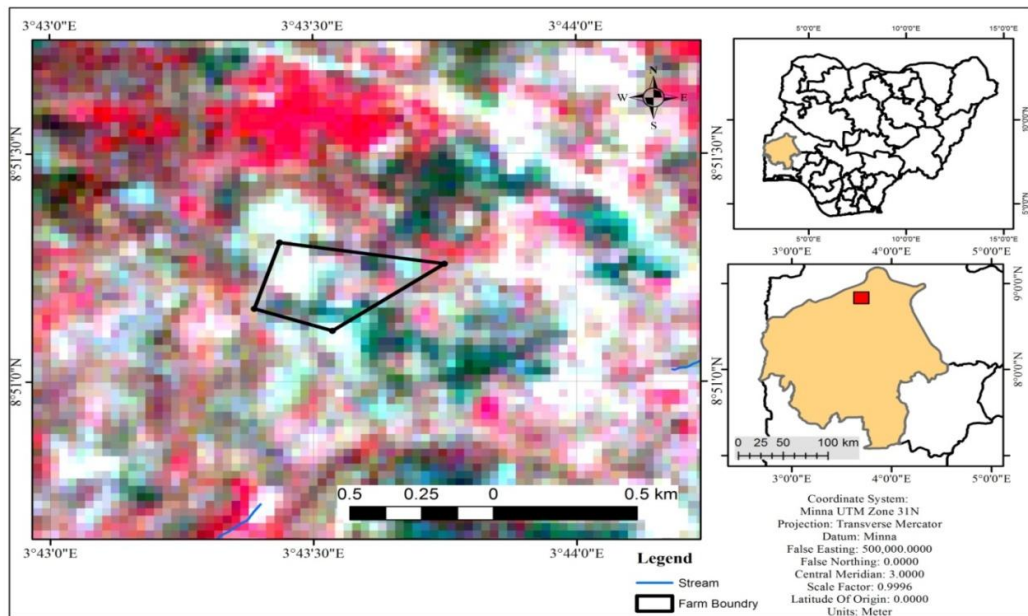 3°43'0"E 3°43'30"E 3°44'0"E
8°51'30"N
8°51'0"N
8°51'30"N
8°51'0"N
N
W E
S
0.5 0.25 0 0.5 km
3°43'0"E 3°43'30"E 3°44'0"E
Legend
Stream
Farm Boundry
5°0'0"E 10°0'0"E
5°0'0"E 10°0'0"E 15°0'0"E
3°0'0"E 4°0'0"E 5°0'0"E
9°0'0"N
8°0'0"N
0 25 50 100 km
3°0'0"E 4°0'0"E 5°0'0"E
Coordinate System:
Minna UTM Zone 31N
Projection: Transverse Mercator
Datum: Minna
False Easting: 500,000.0000
False Northing: 0.0000
Central Meridian: 3.0000
Scale Factor: 0.9996
Latitude Of Origin: 0.0000
Units: Meter